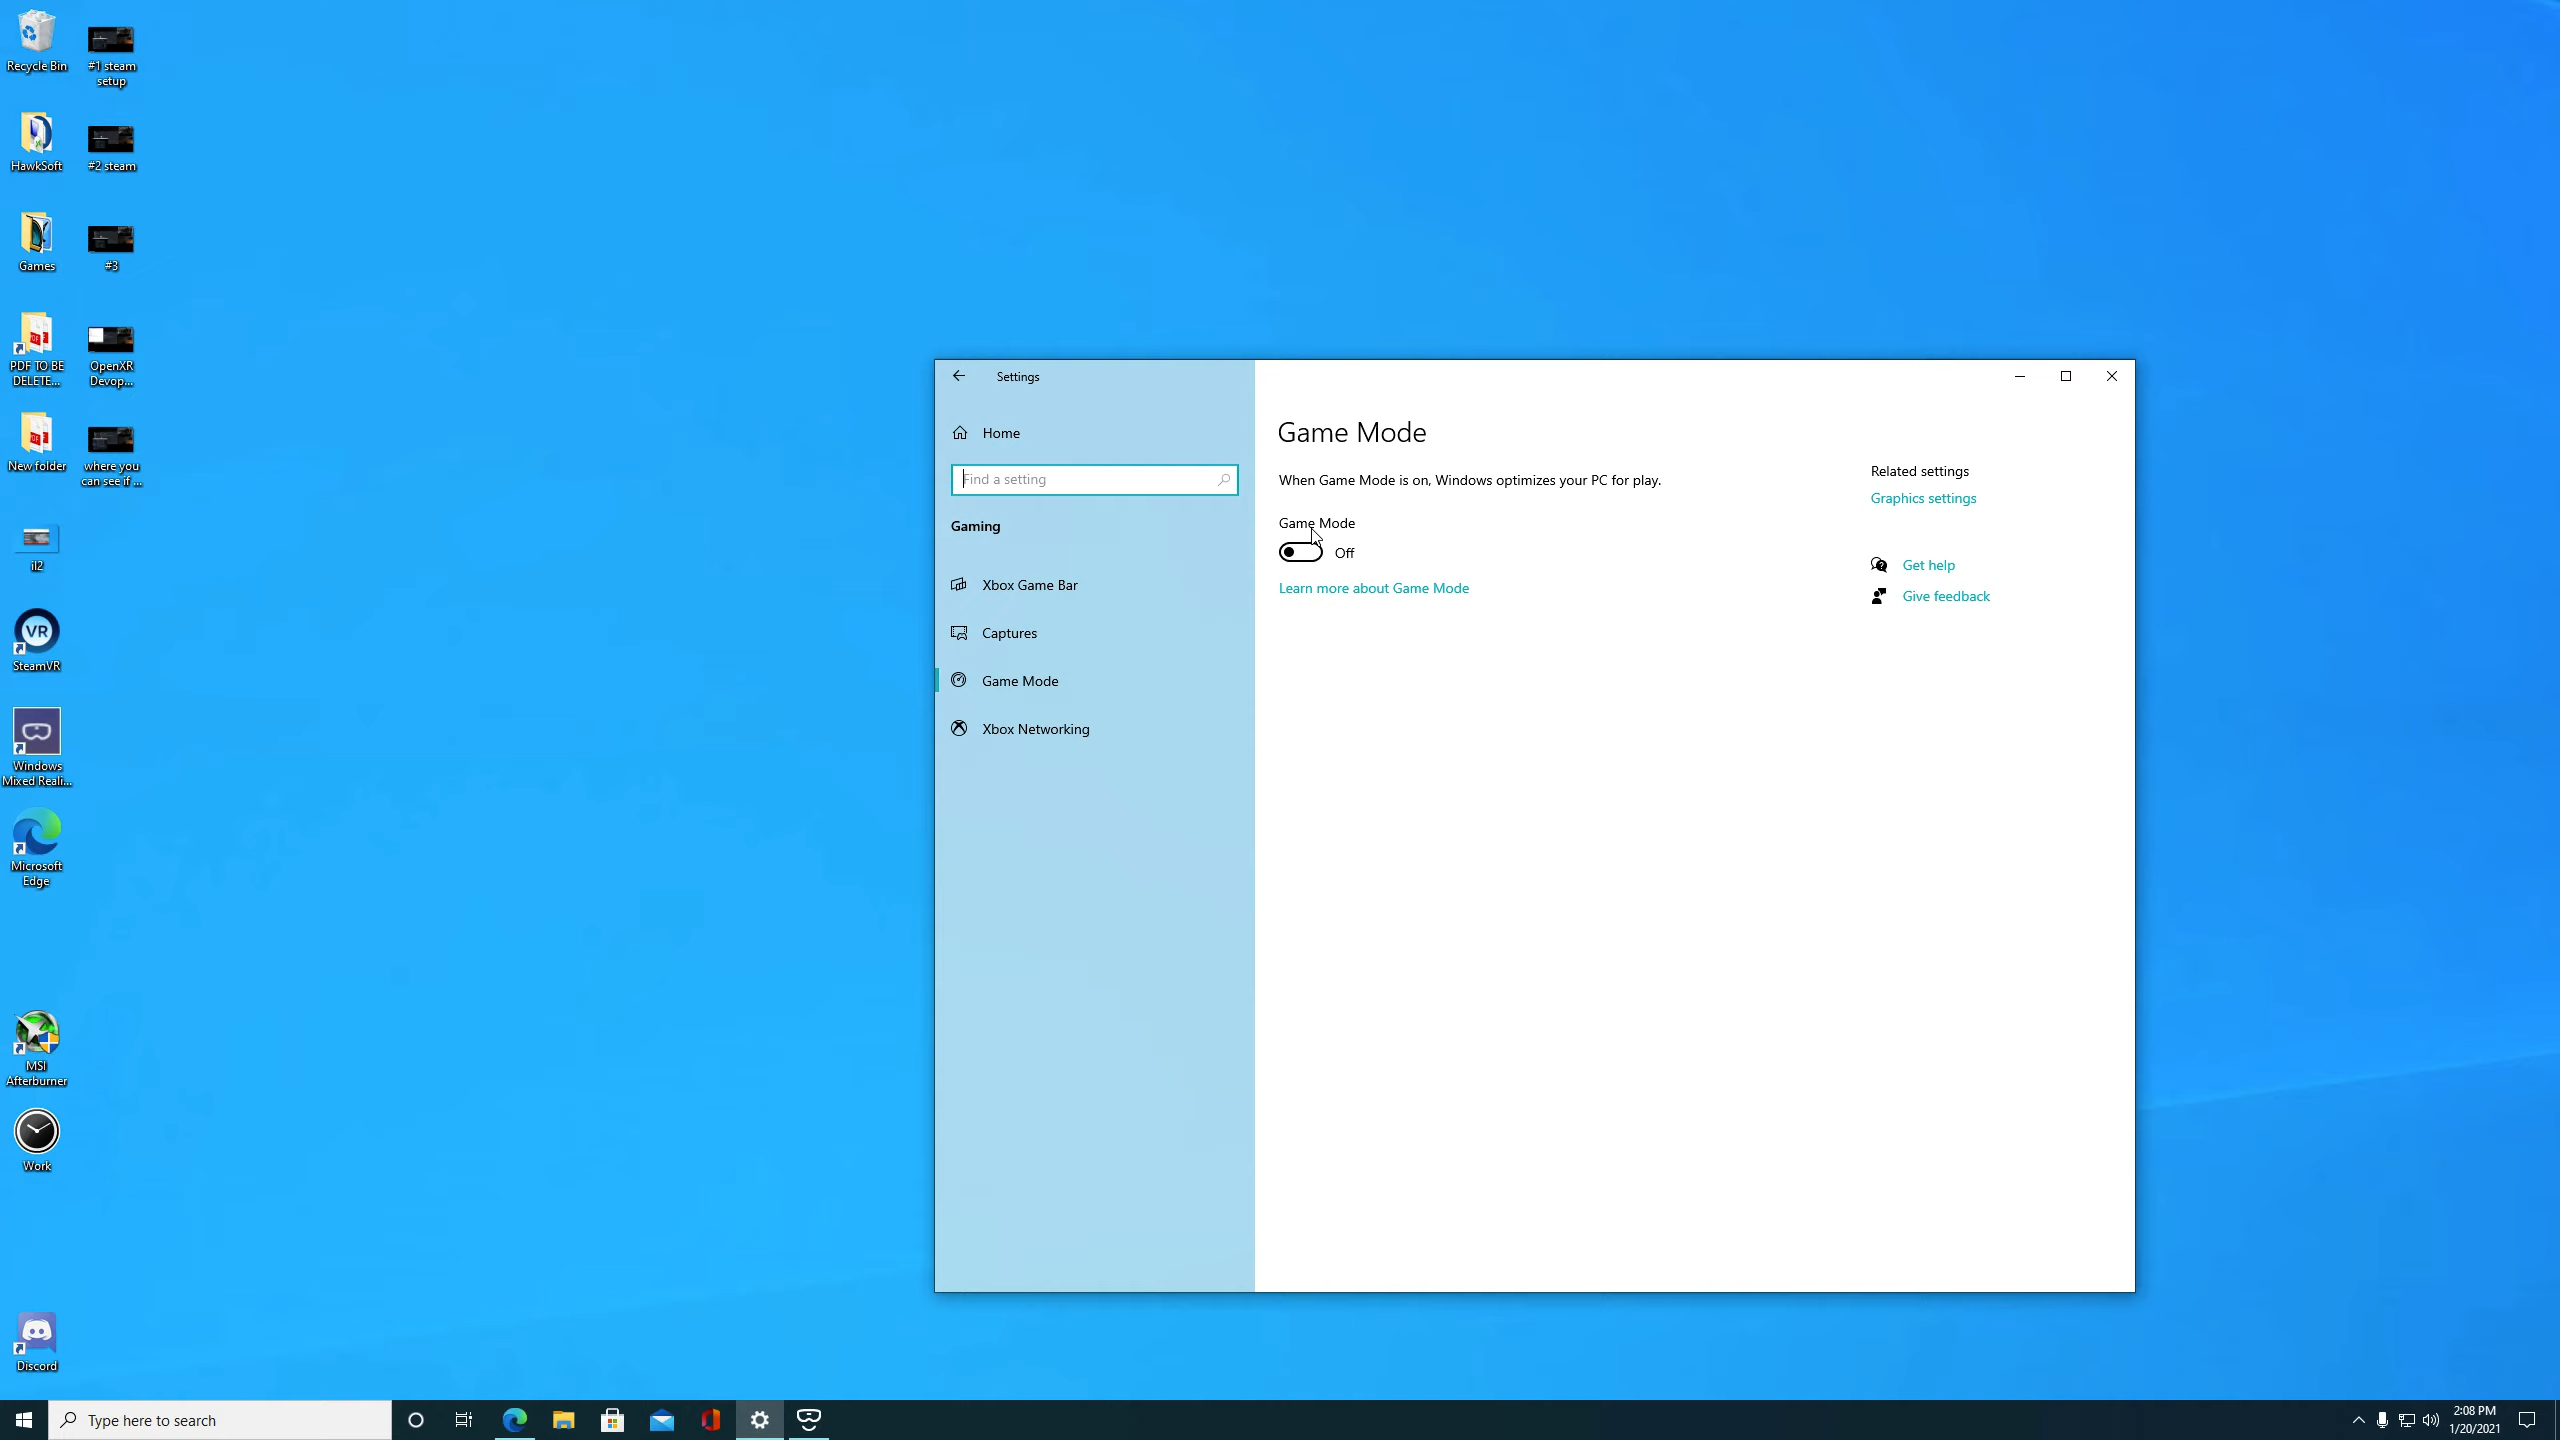 Recycle Bin
#1 steam
setup
HawkSoft
#2 steam
Games
#3
PDF TO BE
DELETE...
OpenXR
Devop...
New folder
where you
can see if ...
il2
VR
SteamVR
Windows
Mixed Reali...
Microsoft
Edge
MSI
Afterburner
Work
Discord
Settings
Home
Find a setting
Gaming
Xbox Game Bar
Captures
Game Mode
Xbox Networking
Game Mode
When Game Mode is on, Windows optimizes your PC for play.
Game Mode
Off
Learn more about Game Mode
Related settings
Graphics settings
Get help
Give feedback
Type here to search
2:08 PM
1/20/2021